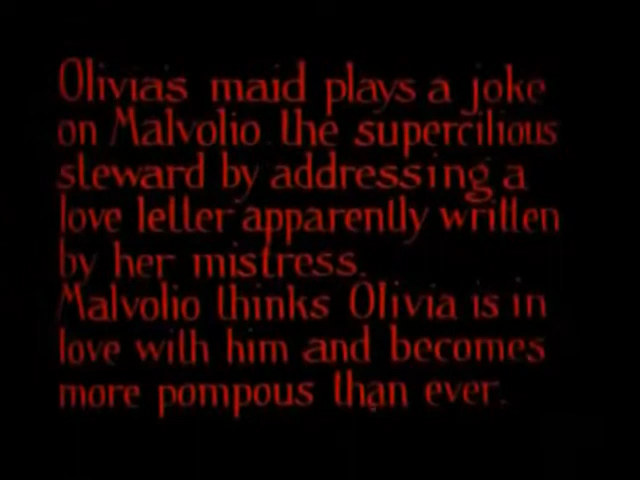 Olivia's maid plays a joke
on Malvolio the supercilious
steward by addressing a
love letter apparently written
by her mistress.
Malvolio thinks Olivia is in
love with him and becomes
more pompous than ever.